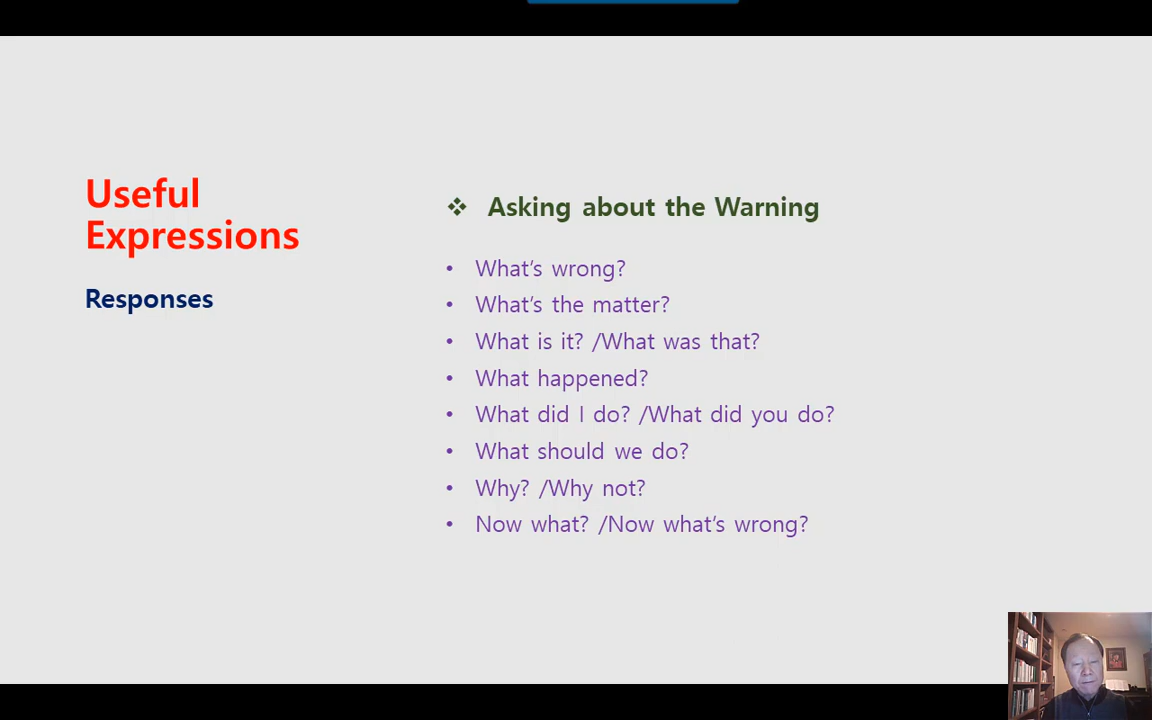 Useful
Expressions
Responses
❖ Asking about the Warning
• What's wrong?
• What's the matter?
• What is it? /What was that?
• What happened?
• What did I do? /What did you do?
• What should we do?
• Why? /Why not?
• Now what? /Now what's wrong?